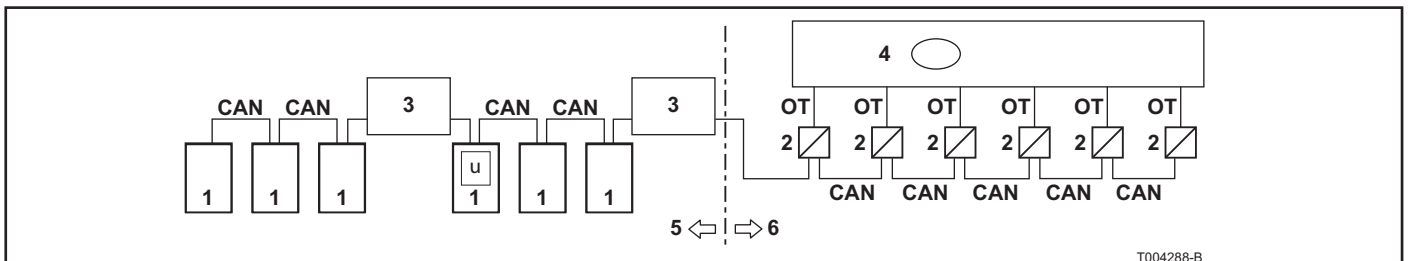 4
CAN CAN 3 CAN CAN 3
OT OT OT OT OT OT
2 2 2 2 2 2
u
1 1 1 1 1 1
CAN CAN CAN CAN CAN
5 6
T004288-B